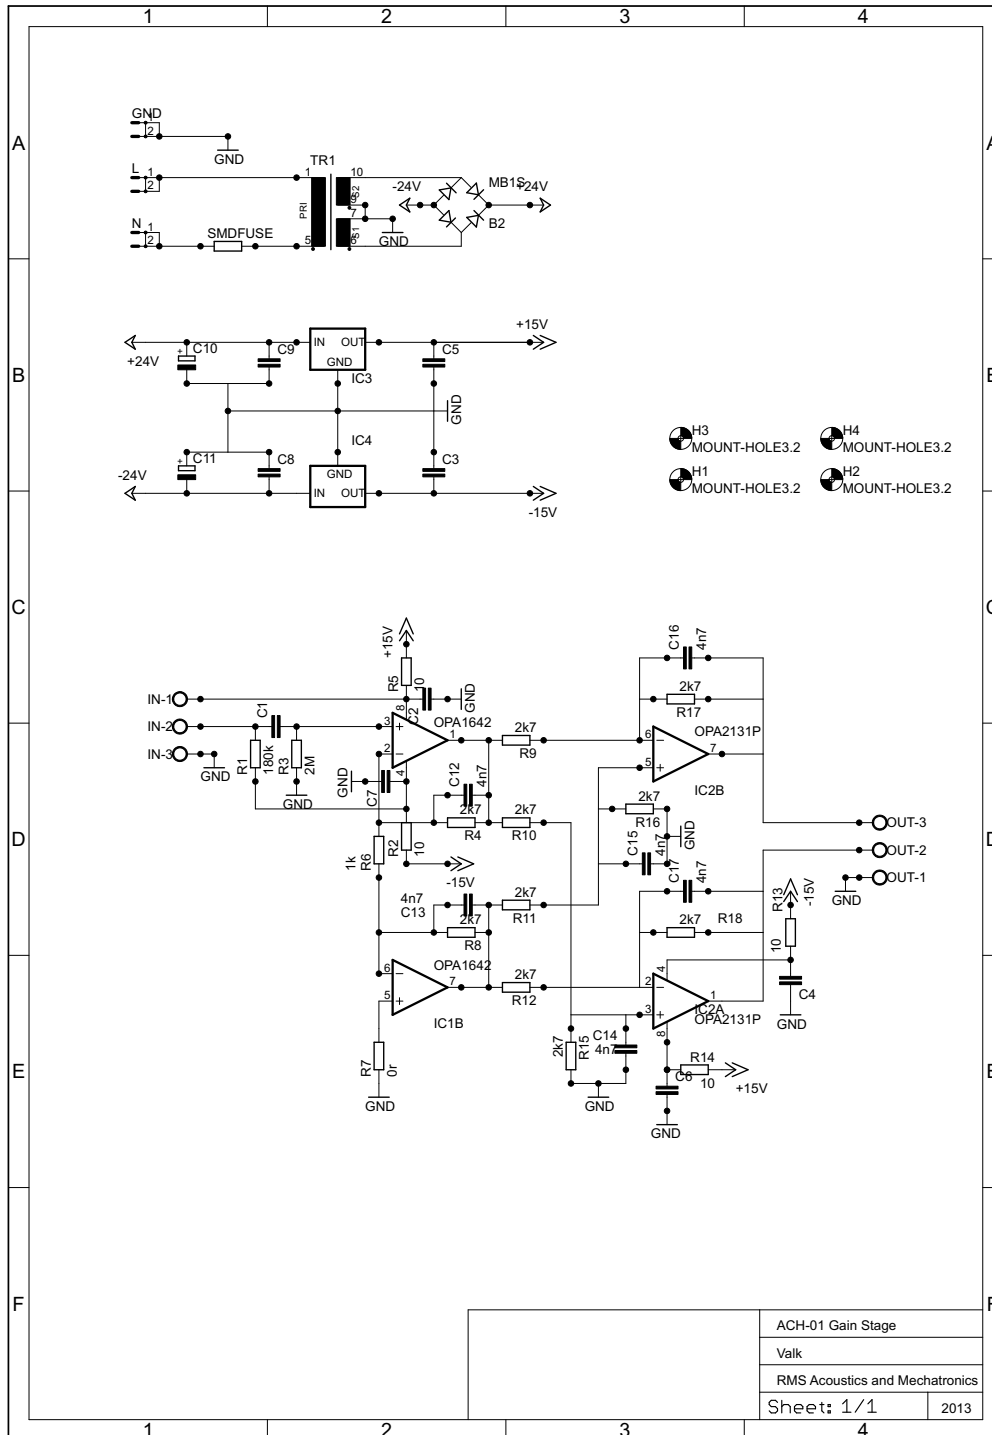 1 2 3 4
A A
GND 1
2
GND
L 1
2
N 1
2
SMDFUSE
TR1
1 10
PRI
S2
9
7
S1
5 6
GND
-24V
MB1S
+24V
B2
B B
+24V
C10
+
C9
IN OUT
GND
IC3
C5
+15V
GND
IC4
-24V
C11
+
C8
GND
IN OUT
C3
-15V
H3
MOUNT-HOLE3.2
H4
MOUNT-HOLE3.2
H1
MOUNT-HOLE3.2
H2
MOUNT-HOLE3.2
C C
+15V
R5
10
C2
GND
IN-1
IN-2
IN-3
C1
GND
R1
180k
R3
2M
GND
3
2
8
4
1
+
−
OPA1642
GND
C7
C12
4n7
2k7
R9
2k7
R4
2k7
R10
R6
1k
R2
10
-15V
4n7
C13
2k7
R8
2k7
R11
6
5
7
−
+
OPA1642
IC1B
2k7
R12
R7
0r
GND
C16
4n7
2k7
R17
6
5
7
−
+
OPA2131P
IC2B
2k7
R16
C15
4n7
GND
C17
4n7
2k7
R18
D D
OUT-3
OUT-2
OUT-1
GND
R13
10
-15V
C4
GND
2
3
4
8
1
−
+
IC2A
OPA2131P
2k7
R15
C14
4n7
GND
R14
10
+15V
C6
GND
E E
F F
ACH-01 Gain Stage
Valk
RMS Acoustics and Mechatronics
Sheet: 1/1 2013
1 2 3 4